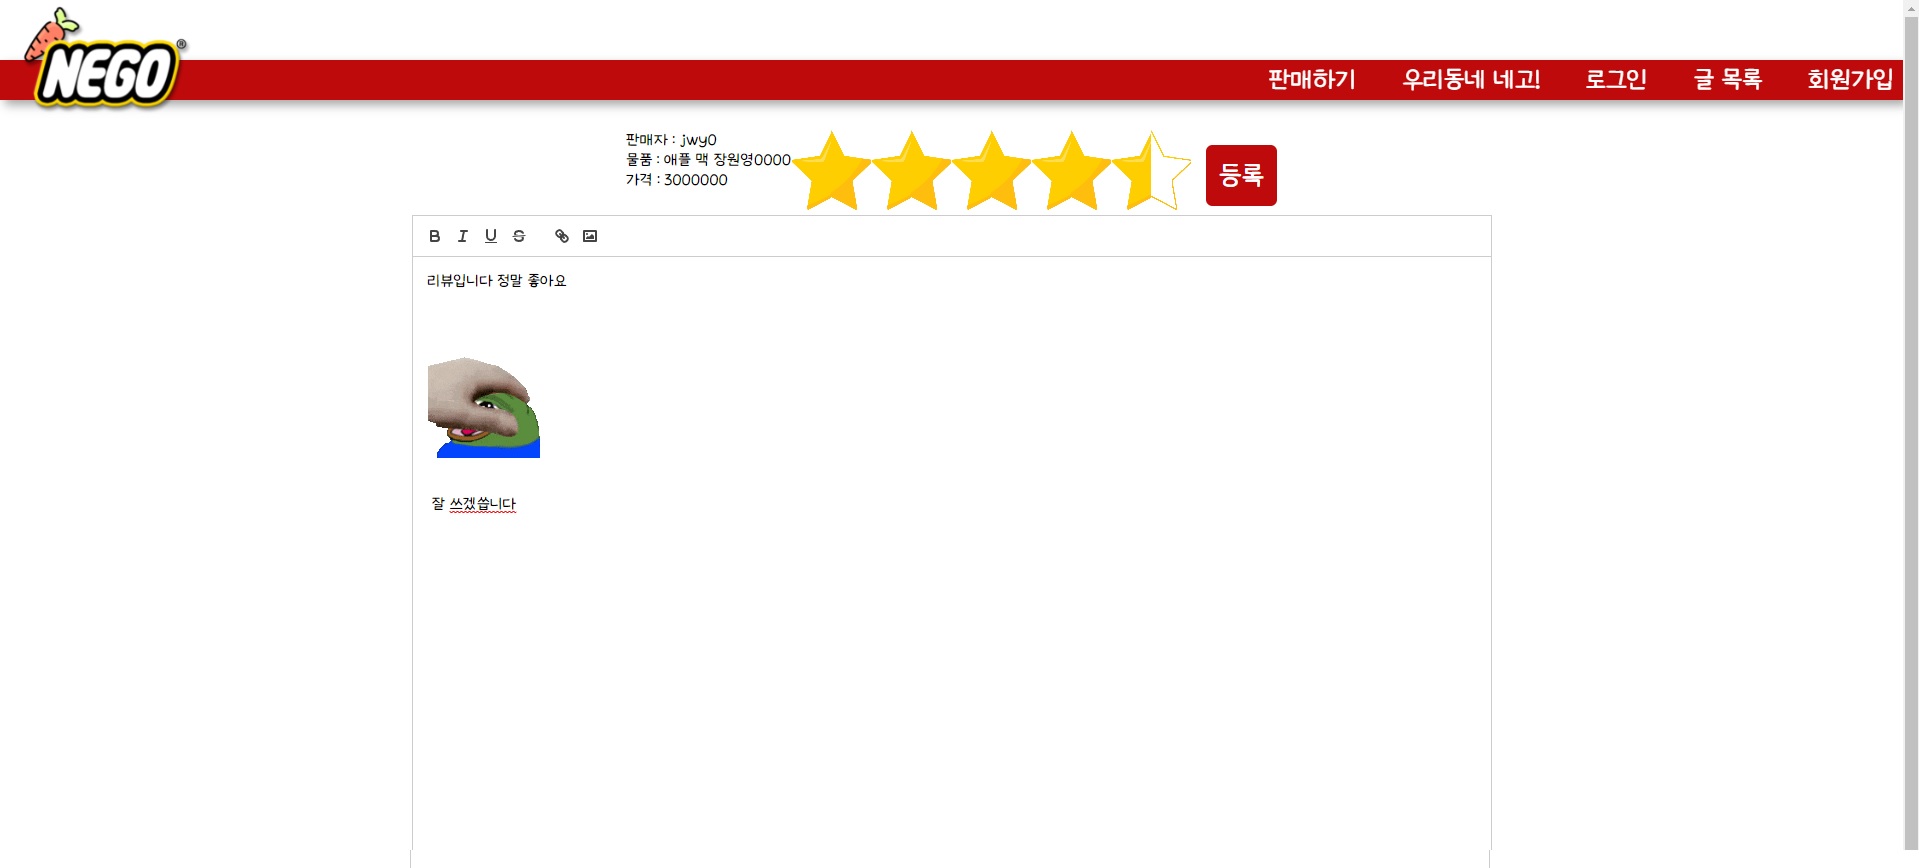 NEGO®
판매하기 우리동네 네고! 로그인 글 목록 회원가입
판매자 : jwy0
물품 : 애플 맥 장원영0000
가격 : 3000000
등록
B I U S
리뷰입니다 정말 좋아요
잘 쓰겠씁니다